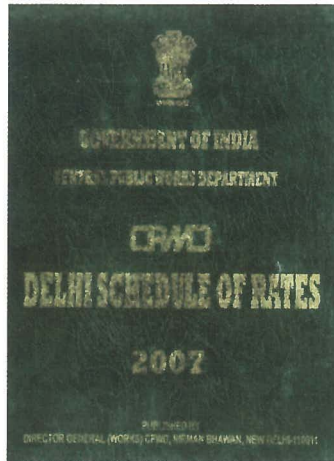 GOVERNMENT OF INDIA
CENTRAL PUBLIC WORKS DEPARTMENT
CPWD
DELHI SCHEDULE OF RATES
2007
PUBLISHED BY
DIRECTOR GENERAL (WORKS) CPWD, NIRMAN BHAWAN, NEW DELHI-110011